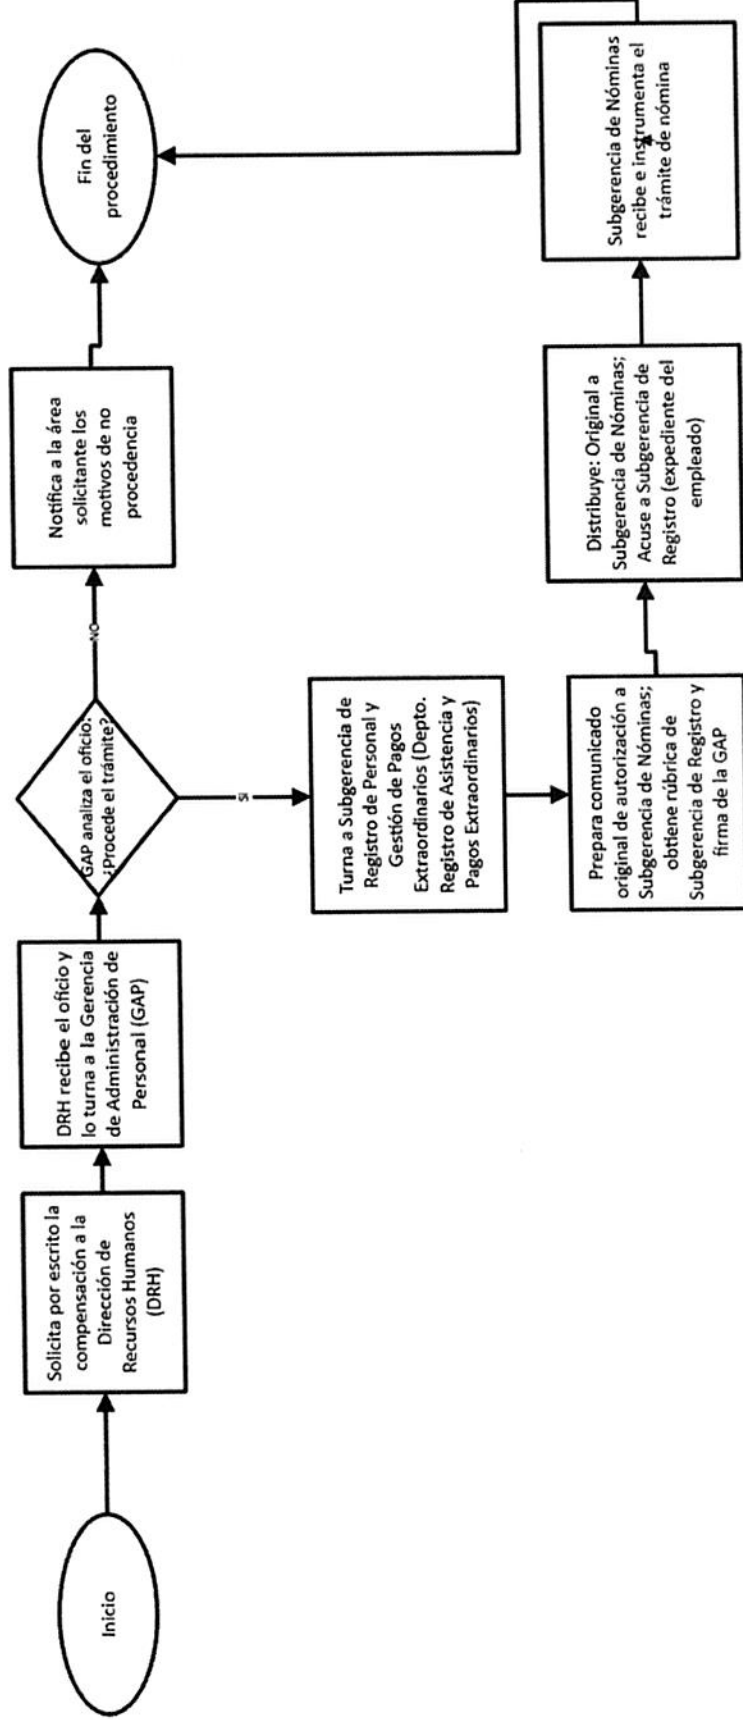 Inicio
Solicita por escrito la
compensación a la
Dirección de
Recursos Humanos
(DRH)
DRH recibe el oficio y
lo turna a la Gerencia
de Administración de
Personal (GAP)
GAP analiza el oficio.
¿Procede el trámite?
NO
Notifica a la área
solicitante los
motivos de no
procedencia
Fin del
procedimiento
SI
Turna a Subgerencia de
Registro de Personal y
Gestión de Pagos
Extraordinarios (Depto.
Registro de Asistencia y
Pagos Extraordinarios)
Prepara comunicado
original de autorización a
Subgerencia de Nóminas;
obtiene rúbrica de
Subgerencia de Registro y
firma de la GAP
Distribuye: Original a
Subgerencia de Nóminas;
Acuse a Subgerencia de
Registro (expediente del
empleado)
Subgerencia de Nóminas
recibe e instrumenta el
trámite de nómina